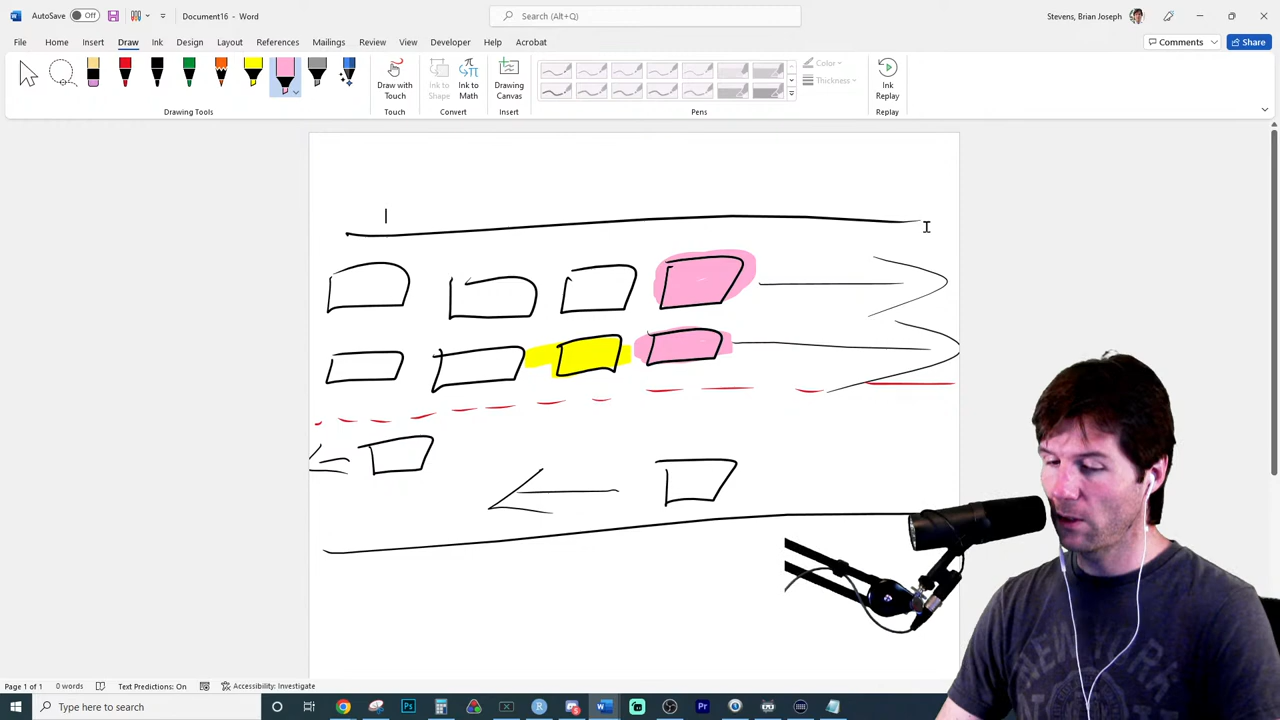 AutoSave Off Document16 - Word Search (Alt+Q) Stevens, Brian Joseph
File Home Insert Draw Ink Design Layout References Mailings Review View Developer Help Acrobat Comments Share
Draw with Touch Ink to Shape Ink to Math Drawing Canvas Color Thickness Ink Replay
Drawing Tools Touch Convert Insert Pens Replay
NEW YORK
Page 1 of 1 0 words Text Predictions: On Accessibility: Investigate
Type here to search